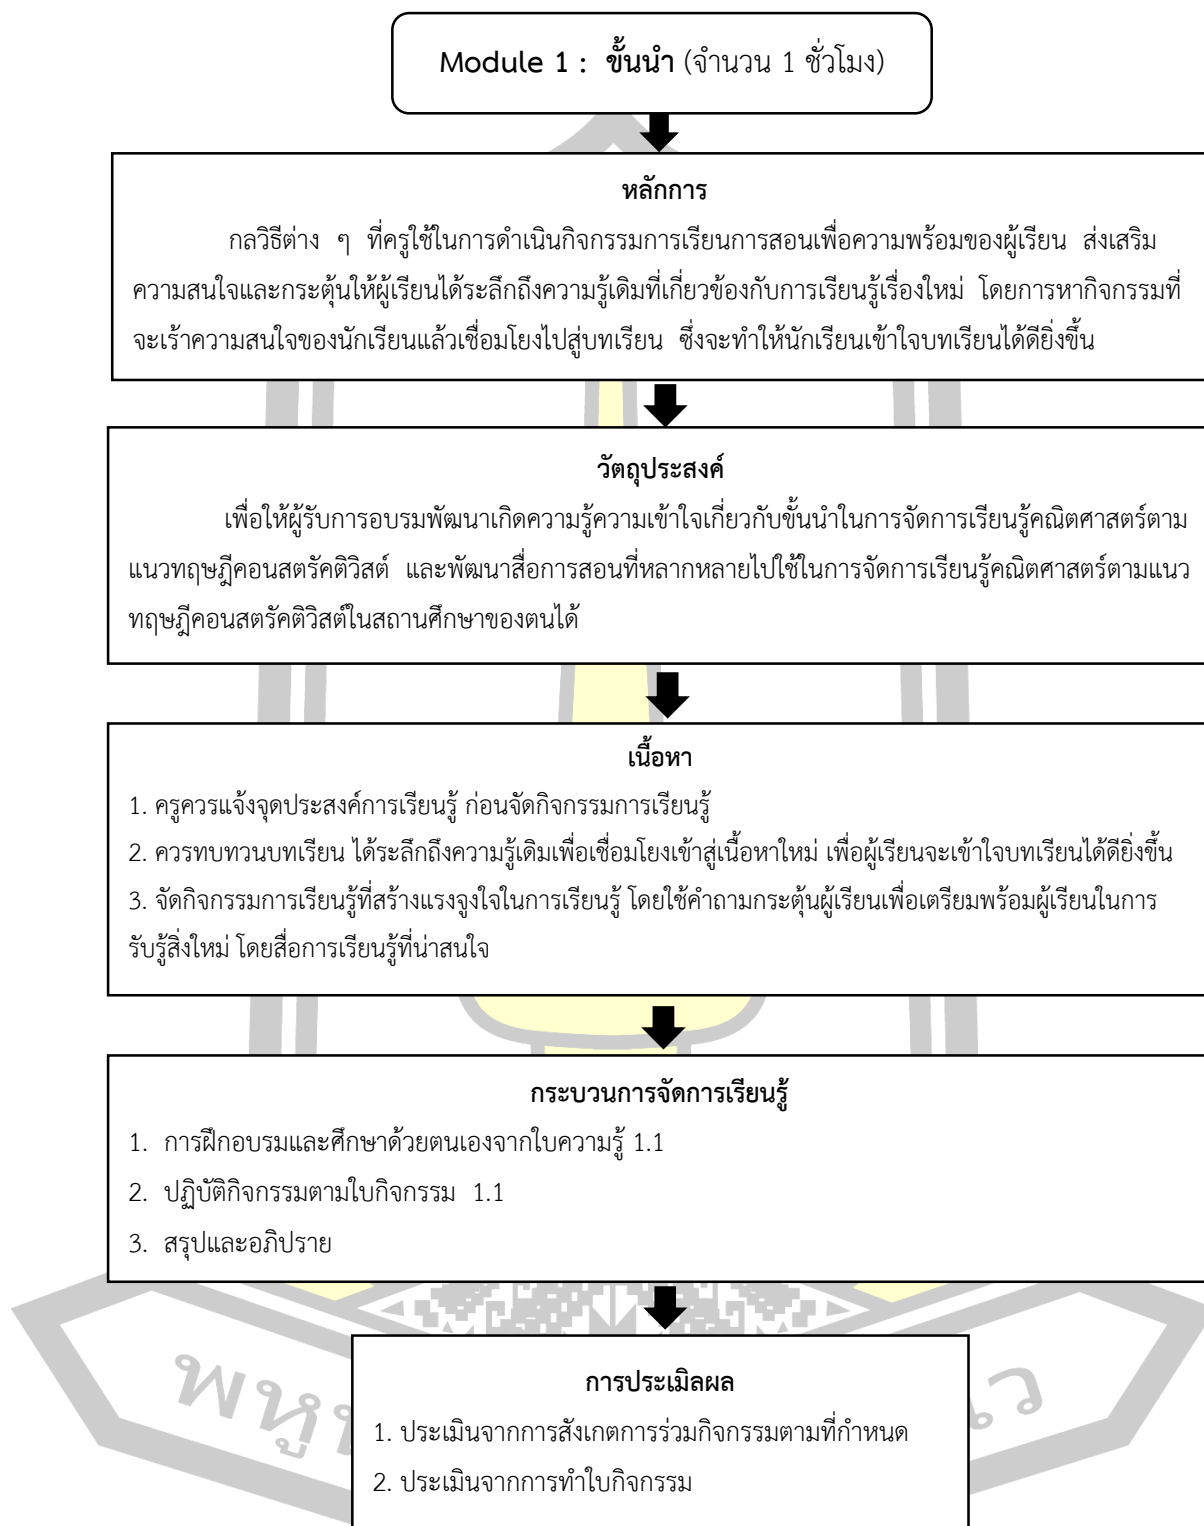 Module 1 : ขั้นนำ (จำนวน 1 ชั่วโมง)
หลักการ
กลวิธีต่าง ๆ ที่ครูใช้ในการดำเนินกิจกรรมการเรียนการสอนเพื่อความพร้อมของผู้เรียน ส่งเสริม
ความสนใจและกระตุ้นให้ผู้เรียนได้ระลึกถึงความรู้เดิมที่เกี่ยวข้องกับการเรียนรู้เรื่องใหม่ โดยการหากิจกรรมที่
จะเร้าความสนใจของนักเรียนแล้วเชื่อมโยงไปสู่บทเรียน ซึ่งจะทำให้นักเรียนเข้าใจบทเรียนได้ดียิ่งขึ้น
วัตถุประสงค์
เพื่อให้ผู้รับการอบรมพัฒนาเกิดความรู้ความเข้าใจเกี่ยวกับขั้นนำในการจัดการเรียนรู้คณิตศาสตร์ตาม
แนวทฤษฎีคอนสตรัคติวิสต์ และพัฒนาสื่อการสอนที่หลากหลายไปใช้ในการจัดการเรียนรู้คณิตศาสตร์ตามแนว
ทฤษฎีคอนสตรัคติวิสต์ในสถานศึกษาของตนได้
เนื้อหา
1. ครูควรแจ้งจุดประสงค์การเรียนรู้ ก่อนจัดกิจกรรมการเรียนรู้
2. ควรทบทวนบทเรียน ได้ระลึกถึงความรู้เดิมเพื่อเชื่อมโยงเข้าสู่เนื้อหาใหม่ เพื่อผู้เรียนจะเข้าใจบทเรียนได้ดียิ่งขึ้น
3. จัดกิจกรรมการเรียนรู้ที่สร้างแรงจูงใจในการเรียนรู้ โดยใช้คำถามกระตุ้นผู้เรียนเพื่อเตรียมพร้อมผู้เรียนในการ
รับรู้สิ่งใหม่ โดยสื่อการเรียนรู้ที่น่าสนใจ
กระบวนการจัดการเรียนรู้
1. การฝึกอบรมและศึกษาด้วยตนเองจากใบความรู้ 1.1
2. ปฏิบัติกิจกรรมตามใบกิจกรรม 1.1
3. สรุปและอภิปราย
การประเมิลผล
1. ประเมินจากการสังเกตการร่วมกิจกรรมตามที่กำหนด
2. ประเมินจากการทำใบกิจกรรม